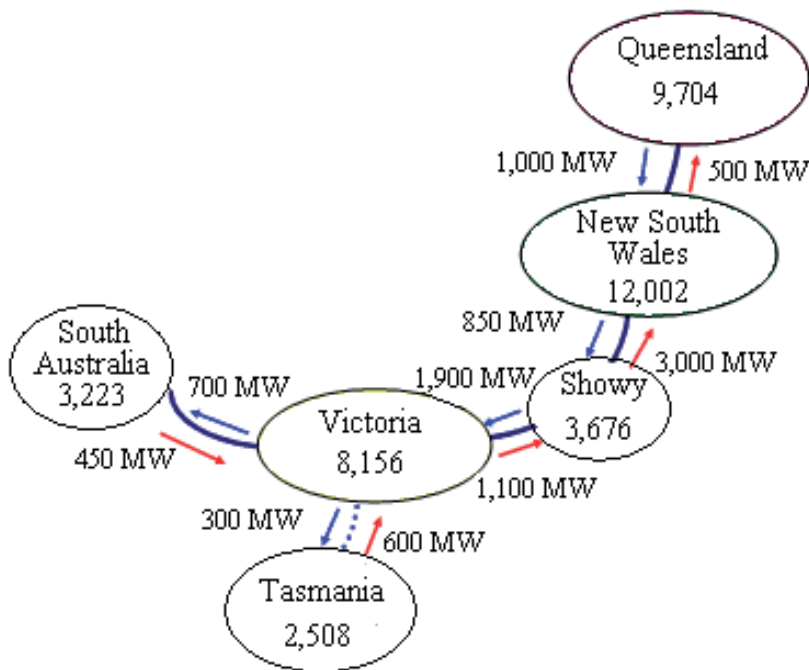 Queensland
9,704
1,000 MW
500 MW
New South
Wales
12,002
850 MW
3,000 MW
South
Australia
3,223
700 MW
450 MW
1,900 MW
Showy
3,676
Victoria
8,156
1,100 MW
300 MW
600 MW
Tasmania
2,508